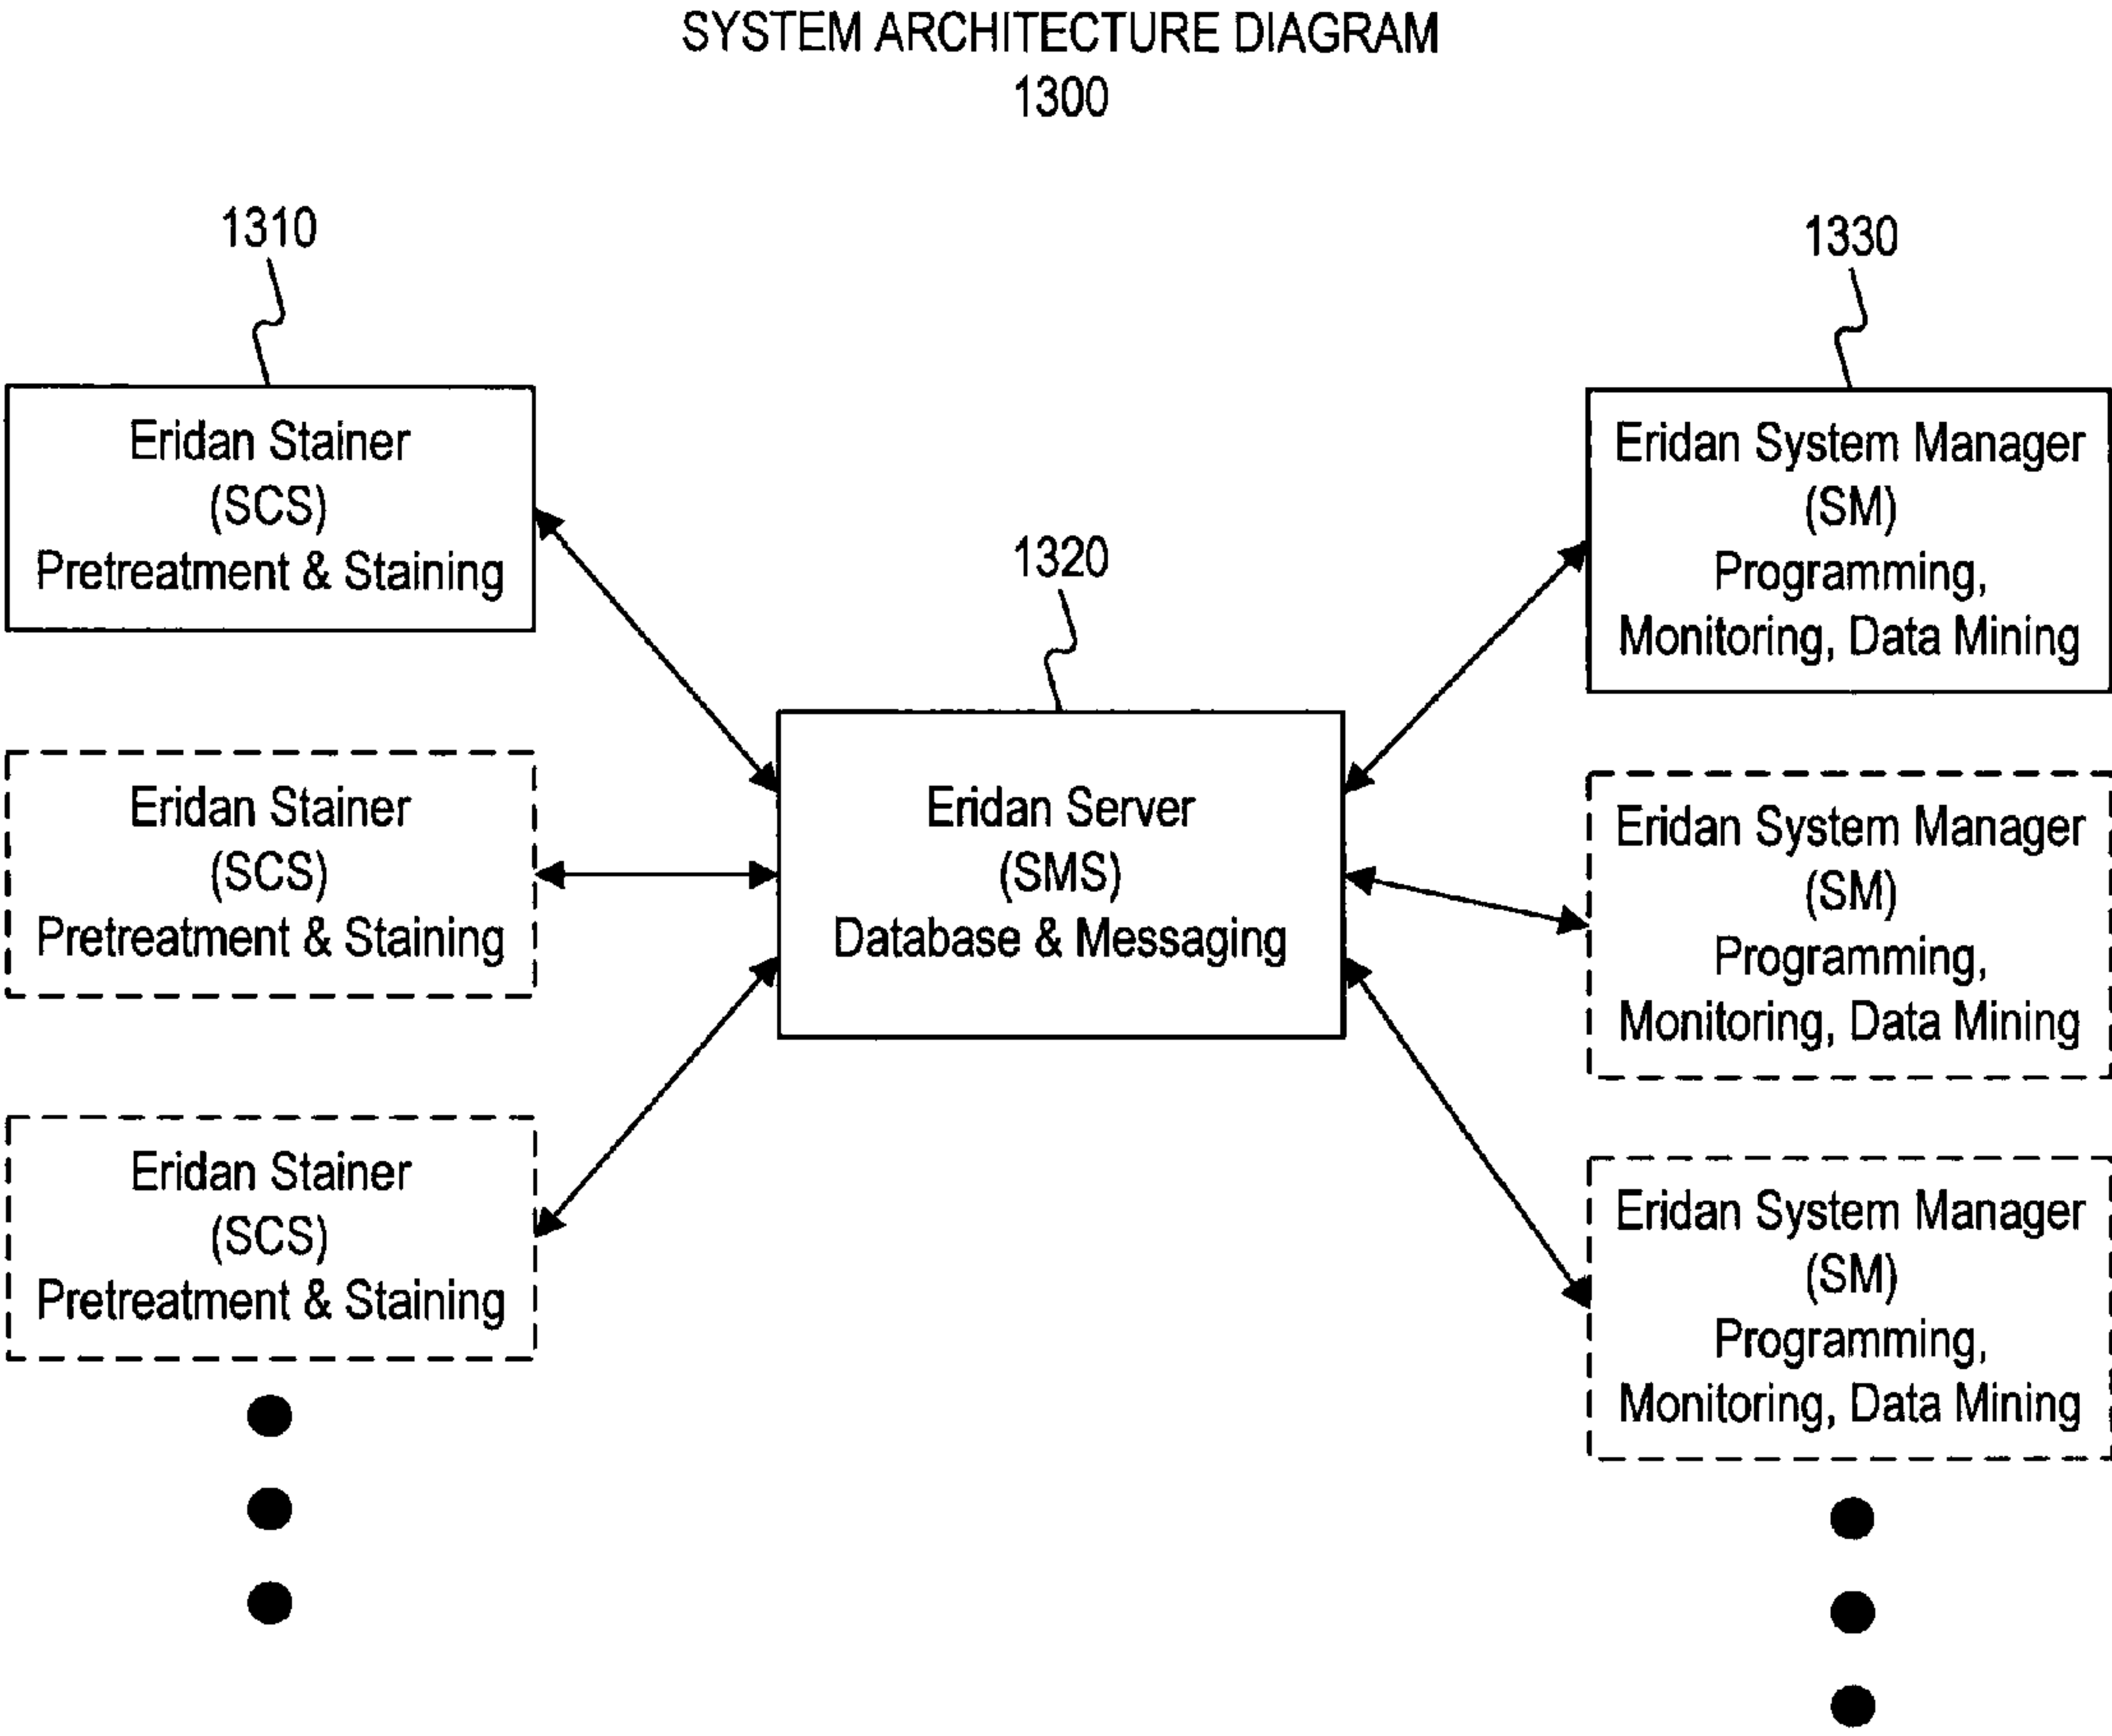 SYSTEM ARCHITECTURE DIAGRAM
1300
1310
Eridan Stainer
(SCS)
Pretreatment & Staining
Eridan Stainer
(SCS)
Pretreatment & Staining
Eridan Stainer
(SCS)
Pretreatment & Staining
1320
Eridan Server
(SMS)
Database & Messaging
1330
Eridan System Manager
(SM)
Programming,
Monitoring, Data Mining
Eridan System Manager
(SM)
Programming,
Monitoring, Data Mining
Eridan System Manager
(SM)
Programming,
Monitoring, Data Mining